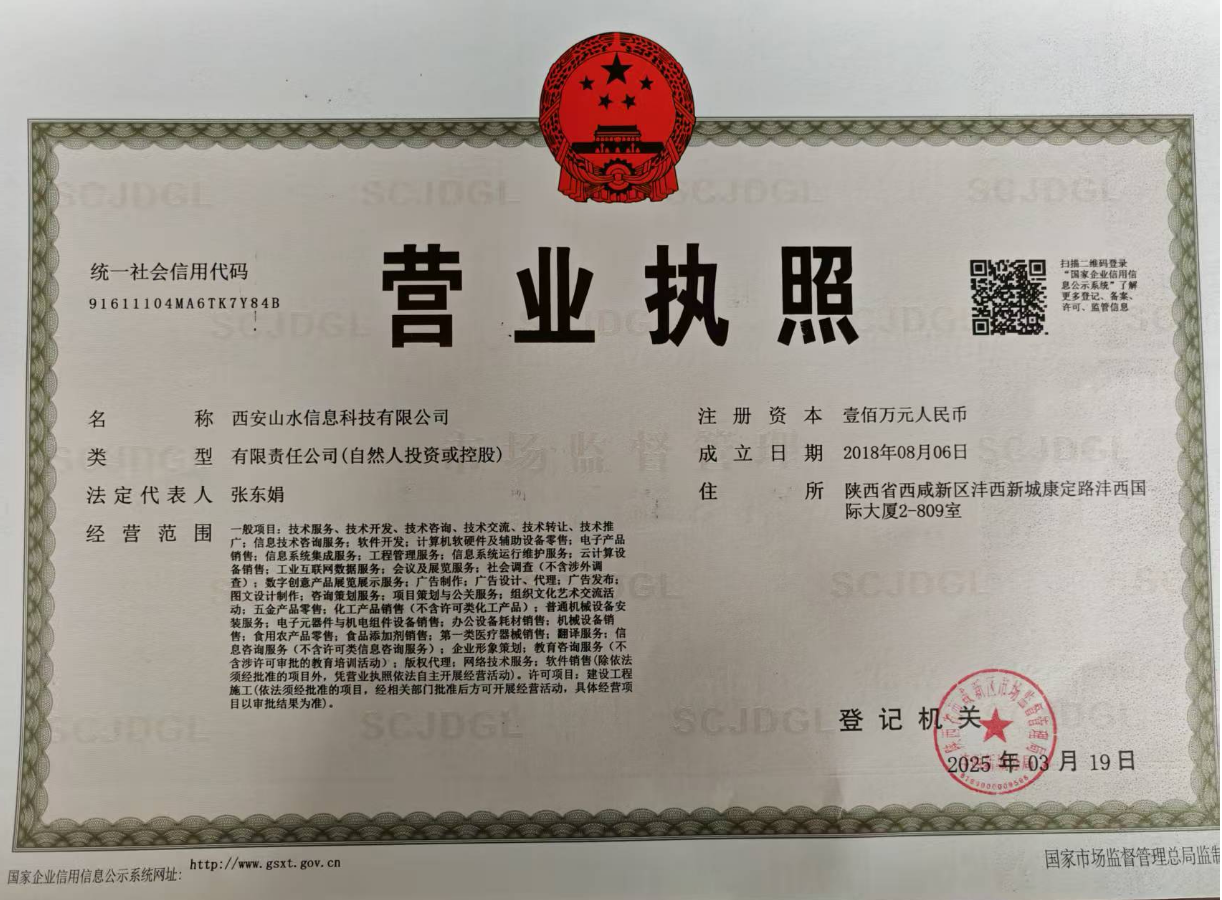 统一社会信用代码
91611104MA6TK7Y84B
营业执照
扫描二维码登录
“国家企业信用信
息公示系统”了解
更多登记、备案、
许可、监管信息
名 称 西安山水信息科技有限公司
类 型 有限责任公司(自然人投资或控股)
法定代表人 张东娟
经营范围 一般项目：技术服务、技术开发、技术咨询、技术交流、技术转让、技术推
广；信息技术咨询服务；软件开发；计算机软硬件及辅助设备零售；电子产品
销售；信息系统集成服务；工程管理服务；信息系统运行维护服务；云计算设
备销售；工业互联网数据服务；会议及展览服务；社会调查（不含涉外调
查）；数字创意产品展览展示服务；广告制作；广告设计、代理；广告发布；
图文设计制作；咨询策划服务；项目策划与公关服务；组织文化艺术交流活
动；五金产品零售；化工产品销售（不含许可类化工产品）；普通机械设备安
装服务；电子元器件与机电组件设备销售；办公设备耗材销售；机械设备销
售；食用农产品零售；食品添加剂销售；第一类医疗器械销售；翻译服务；信
息咨询服务（不含许可类信息咨询服务）；企业形象策划；教育咨询服务（不
含涉许可审批的教育培训活动）；版权代理；网络技术服务；软件销售(除依法
须经批准的项目外，凭营业执照依法自主开展经营活动)。许可项目：建设工程
施工(依法须经批准的项目，经相关部门批准后方可开展经营活动，具体经营项
目以审批结果为准)。
注册资本 壹佰万元人民币
成立日期 2018年08月06日
住 所 陕西省西咸新区沣西新城康定路沣西国
际大厦2-809室
登记机关
2025 年 03 月 19 日
国家企业信用信息公示系统网址：http://www.gsxt.gov.cn
国家市场监督管理总局监制